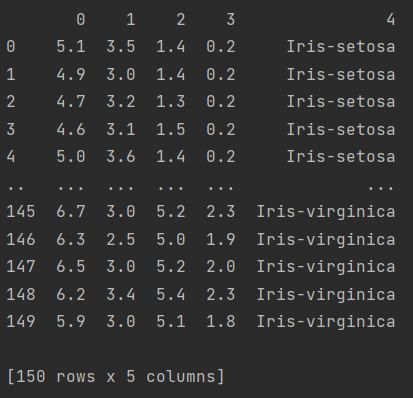 0 1 2 3 4
0 5.1 3.5 1.4 0.2 Iris-setosa
1 4.9 3.0 1.4 0.2 Iris-setosa
2 4.7 3.2 1.3 0.2 Iris-setosa
3 4.6 3.1 1.5 0.2 Iris-setosa
4 5.0 3.6 1.4 0.2 Iris-setosa
.. ... ... ... ... ...
145 6.7 3.0 5.2 2.3 Iris-virginica
146 6.3 2.5 5.0 1.9 Iris-virginica
147 6.5 3.0 5.2 2.0 Iris-virginica
148 6.2 3.4 5.4 2.3 Iris-virginica
149 5.9 3.0 5.1 1.8 Iris-virginica
[150 rows x 5 columns]